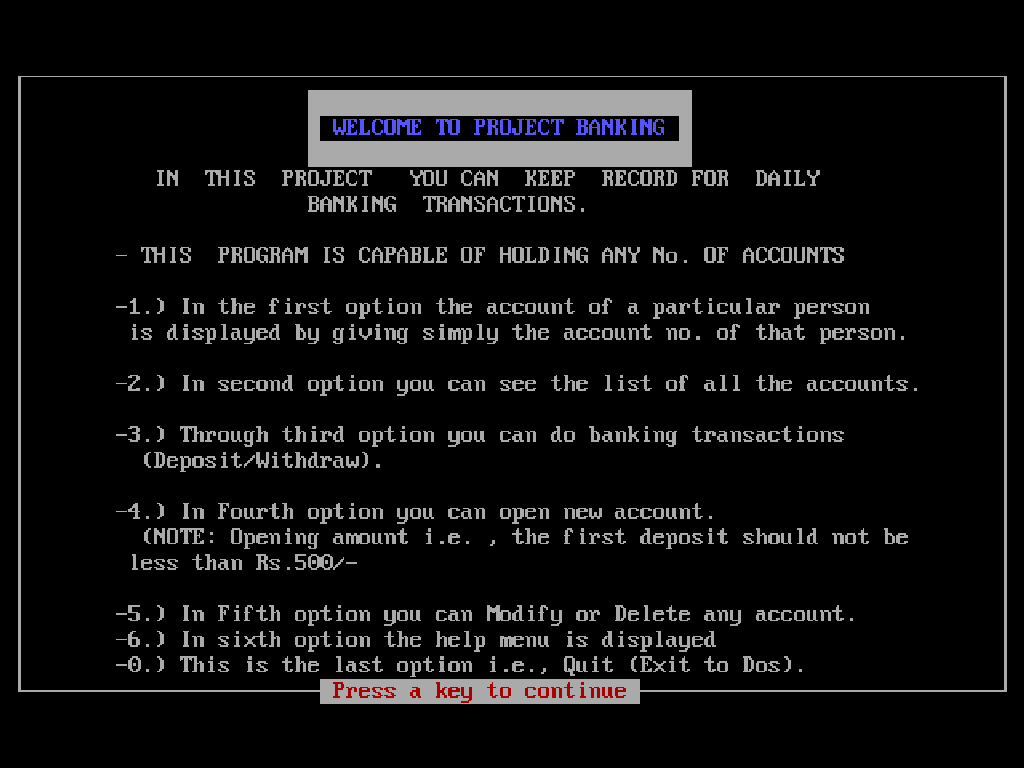 WELCOME TO PROJECT BANKING
IN THIS PROJECT YOU CAN KEEP RECORD FOR DAILY
BANKING TRANSACTIONS.
- THIS PROGRAM IS CAPABLE OF HOLDING ANY No. OF ACCOUNTS
-1.) In the first option the account of a particular person
is displayed by giving simply the account no. of that person.
-2.) In second option you can see the list of all the accounts.
-3.) Through third option you can do banking transactions
(Deposit/Withdraw).
-4.) In Fourth option you can open new account.
(NOTE: Opening amount i.e. , the first deposit should not be
less than Rs.500/-
-5.) In Fifth option you can Modify or Delete any account.
-6.) In sixth option the help menu is displayed
-0.) This is the last option i.e., Quit (Exit to Dos).
Press a key to continue